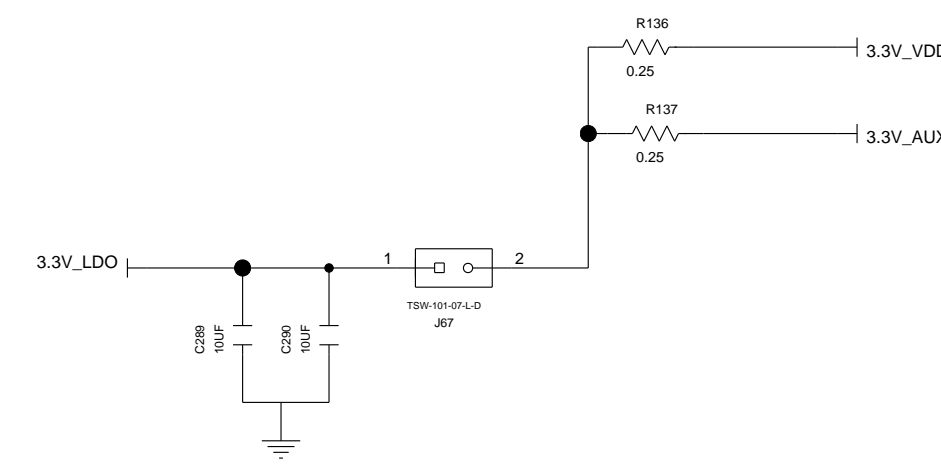 R136
0.25
3.3V_VDD
R137
0.25
3.3V_AUX
3.3V_LDO
1
2
TSW-101-07-L-D
J67
C289
10UF
C290
10UF